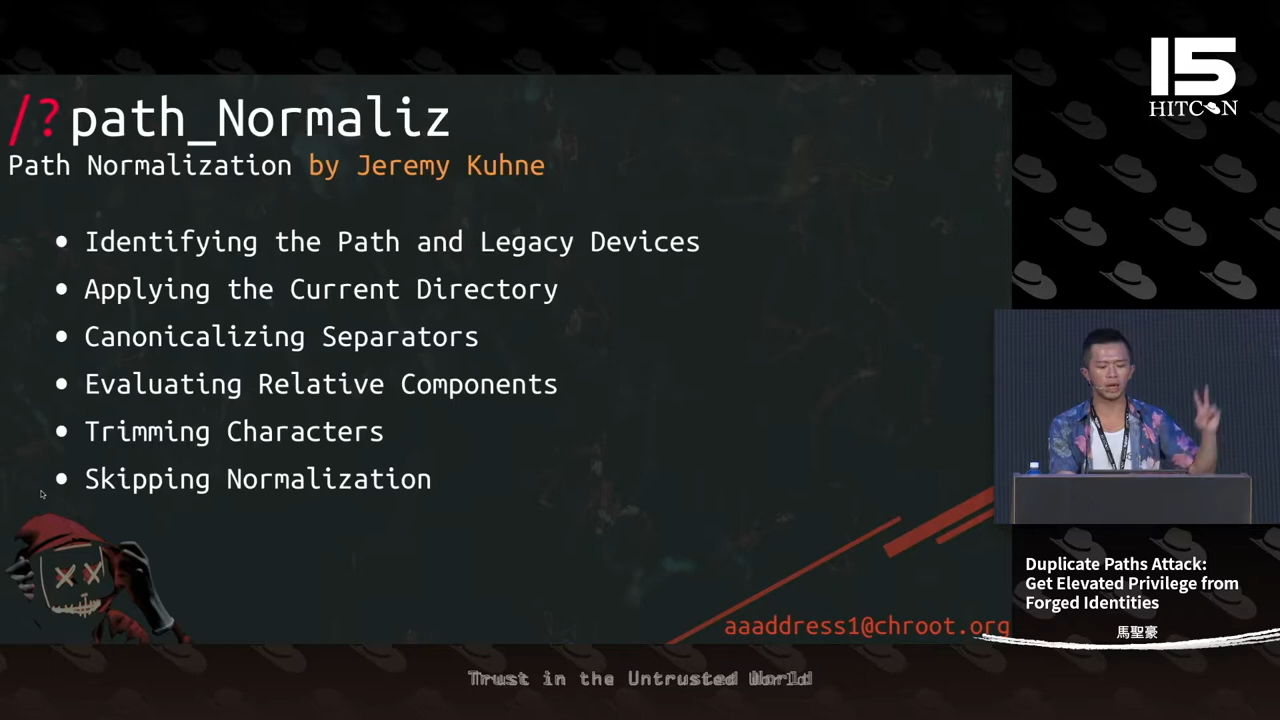 /?path_Normaliz
Path Normalization by Jeremy Kuhne
• Identifying the Path and Legacy Devices
• Applying the Current Directory
• Canonicalizing Separators
• Evaluating Relative Components
• Trimming Characters
• Skipping Normalization
aaaddress1@chroot.org
15
HITCON
Duplicate Paths Attack:
Get Elevated Privilege from
Forged Identities
馬聖豪
Trust in the Untrusted World